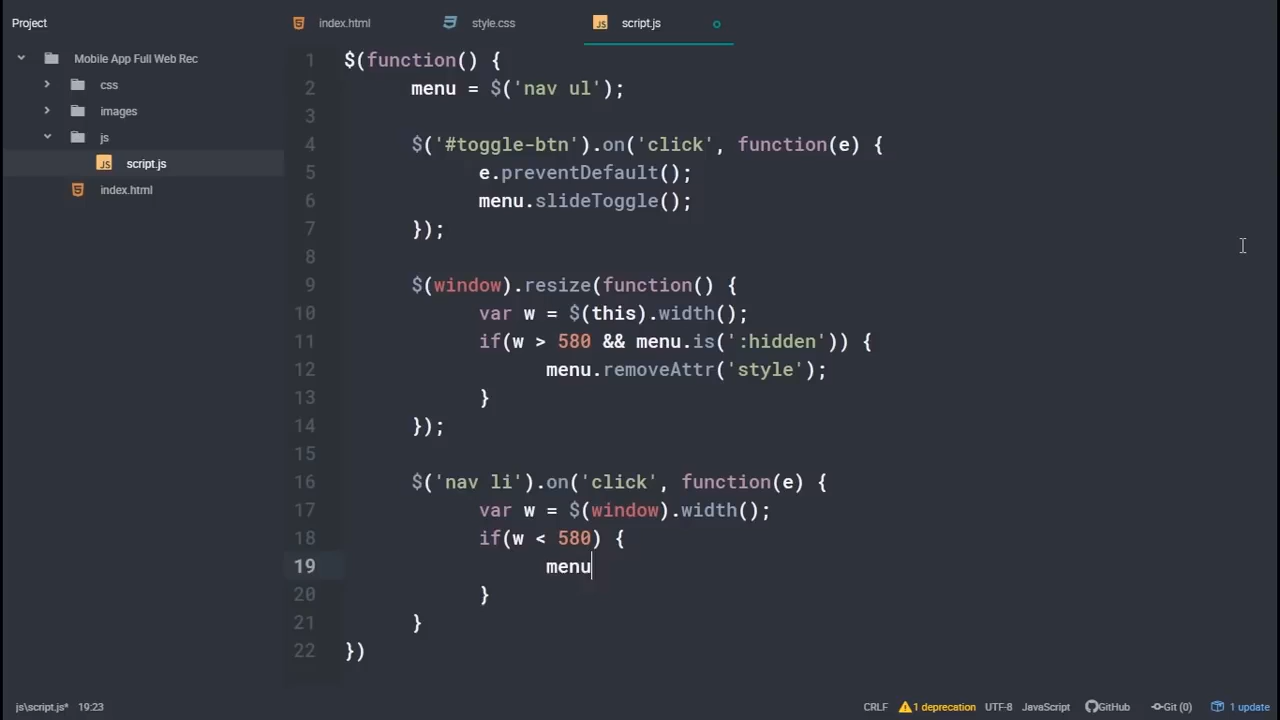 Project
index.html
style.css
script.js
Mobile App Full Web Rec
css
images
js
script.js
index.html
1 $(function() {
2 menu = $('nav ul');
3
4 $('#toggle-btn').on('click', function(e) {
5 e.preventDefault();
6 menu.slideToggle();
7 });
8
9 $(window).resize(function() {
10 var w = $(this).width();
11 if(w > 580 && menu.is(':hidden')) {
12 menu.removeAttr('style');
13 }
14 });
15
16 $('nav li').on('click', function(e) {
17 var w = $(window).width();
18 if(w < 580) {
19 menu
20 }
21 }
22 })
js\script.js* 19:23 CRLF 1 deprecation UTF-8 JavaScript GitHub Git (0) 1 update